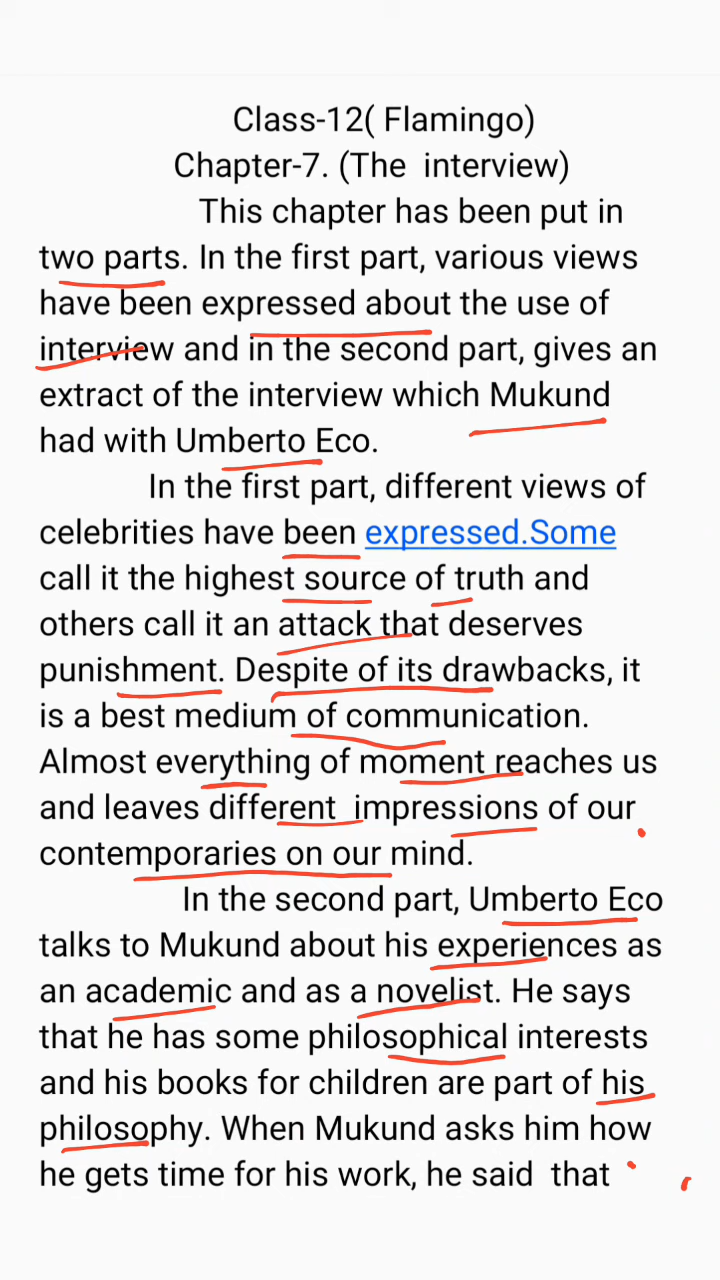 Class-12( Flamingo)
Chapter-7. (The  interview)
This chapter has been put in
two parts. In the first part, various views
have been expressed about the use of
interview and in the second part, gives an
extract of the interview which Mukund
had with Umberto Eco.
In the first part, different views of
celebrities have been expressed.Some
call it the highest source of truth and
others call it an attack that deserves
punishment. Despite of its drawbacks, it
is a best medium of communication.
Almost everything of moment reaches us
and leaves different  impressions of our
contemporaries on our mind.
In the second part, Umberto Eco
talks to Mukund about his experiences as
an academic and as a novelist. He says
that he has some philosophical interests
and his books for children are part of his
philosophy. When Mukund asks him how
he gets time for his work, he said  that